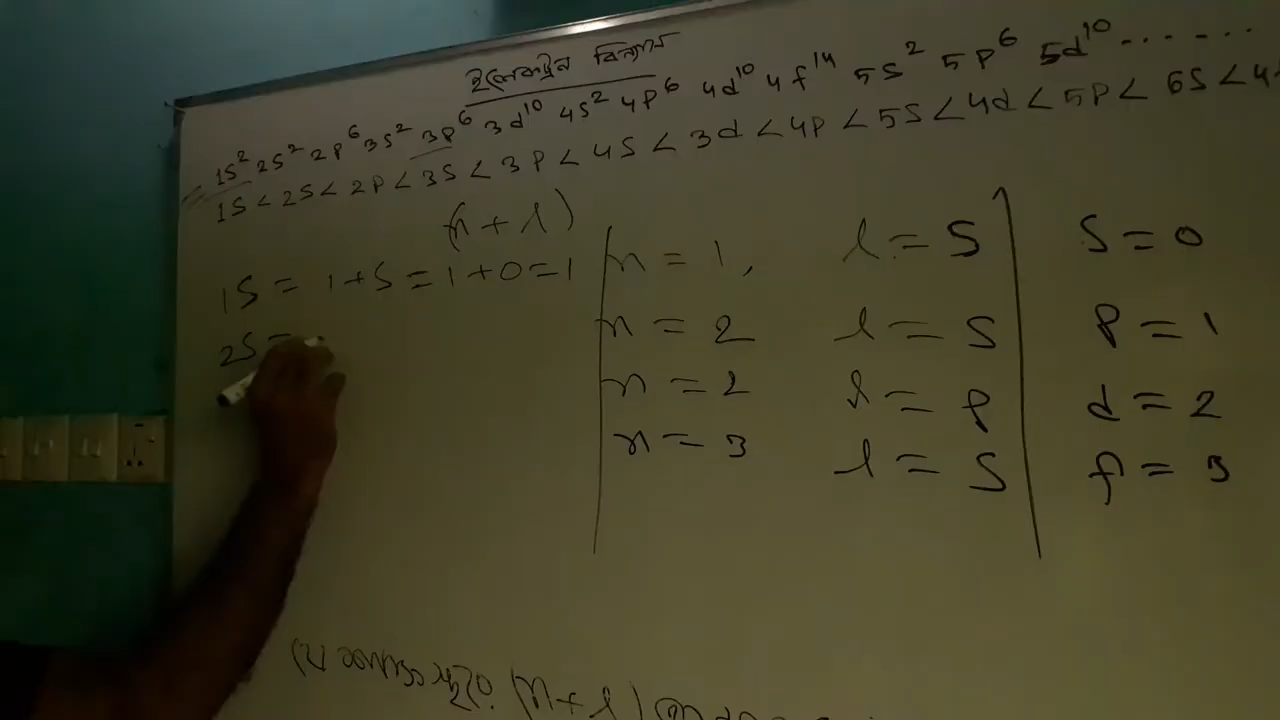 ইলেকট্রন বিন্যাস
1S² 2S² 2P⁶ 3S² 3P⁶ 3d¹⁰ 4S² 4P⁶ 4d¹⁰ 4f¹⁴ 5S² 5P⁶ 5d¹⁰ ......
1S < 2S < 2P < 3S < 3P < 4S < 3d < 4P < 5S < 4d < 5P < 6S < 4
(n + l)
1S = 1+S = 1+0=1
2S =
n = 1, l = S
n = 2 l = S
n = 2 l = P
n = 3 l = S
S = 0
P = 1
d = 2
f = 3
(n + l)